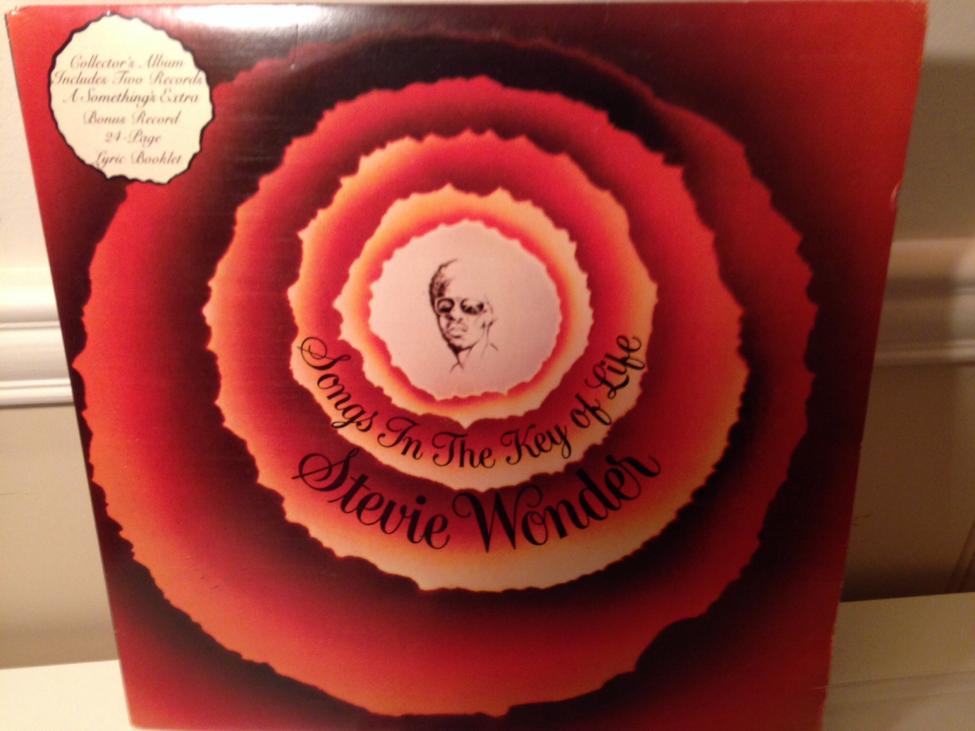 Collector's Album
Includes Two Records
A-Something's Extra
Bonus Record
24-Page
Lyric Booklet
Songs In The Key of Life
Stevie Wonder